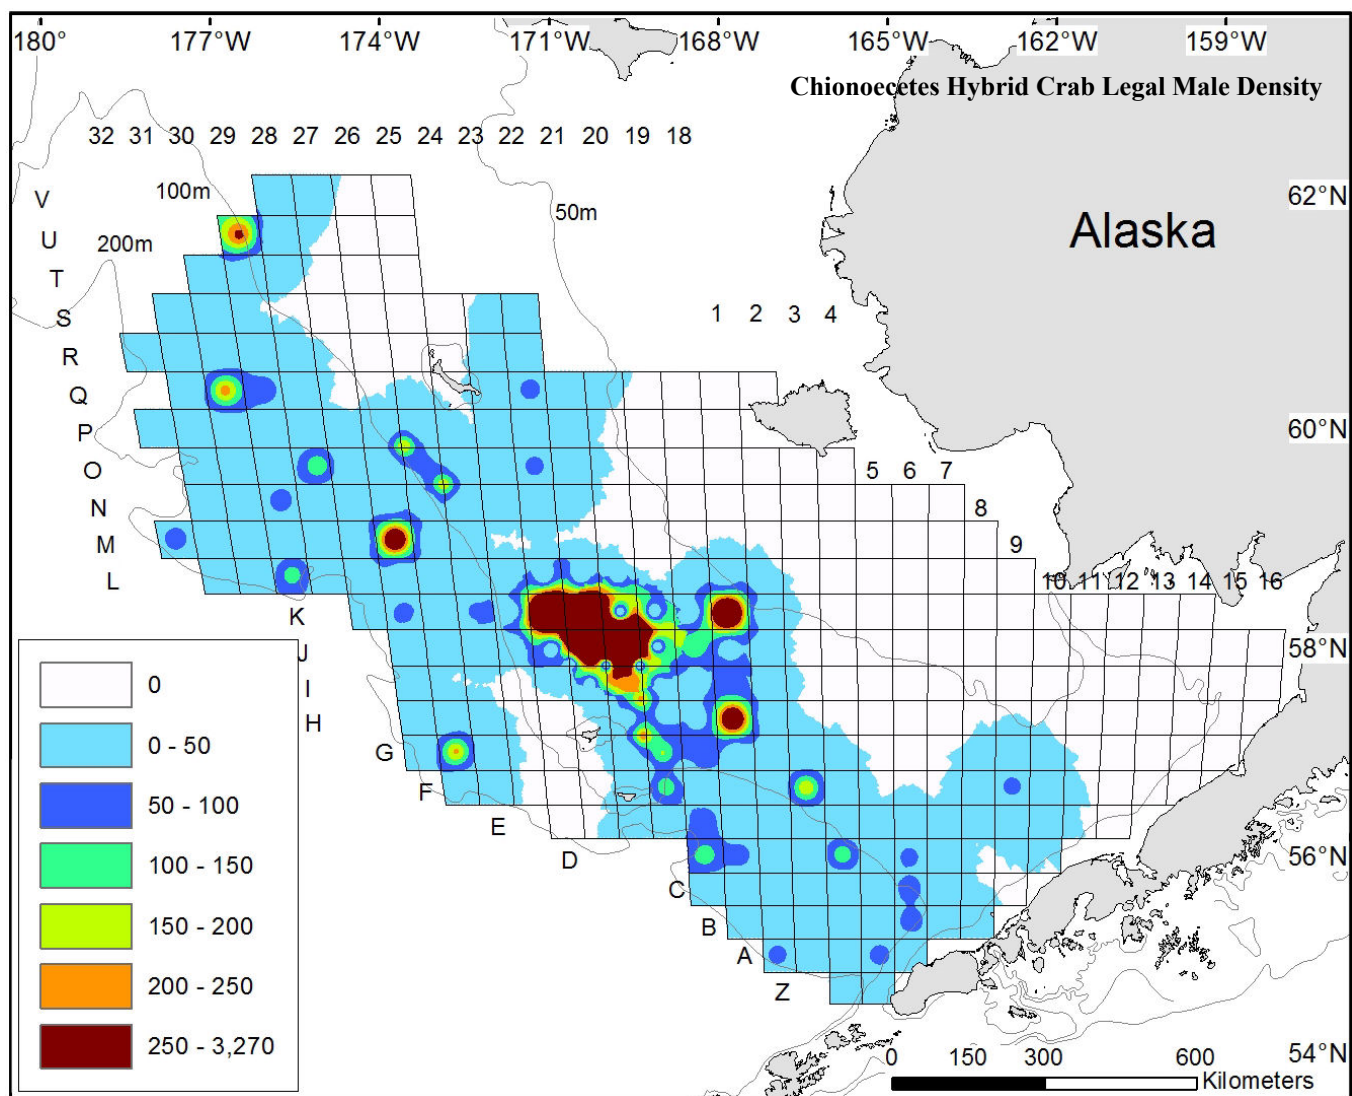 180° 177°W 174°W 171°W 168°W 165°W 162°W 159°W
Chionoecetes Hybrid Crab Legal Male Density
32 31 30 29 28 27 26 25 24 23 22 21 20 19 18
V
100m
62°N
50m
Alaska
U
200m
T
S
1 2 3 4
R
Q
P
60°N
O
5 6 7
N
8
M
9
L
10 11 12 13 14 15 16
K
58°N
J
I
H
G
F
E
D
56°N
C
B
A
Z
54°N
0
0 - 50
50 - 100
100 - 150
150 - 200
200 - 250
250 - 3,270
0 150 300 600
Kilometers